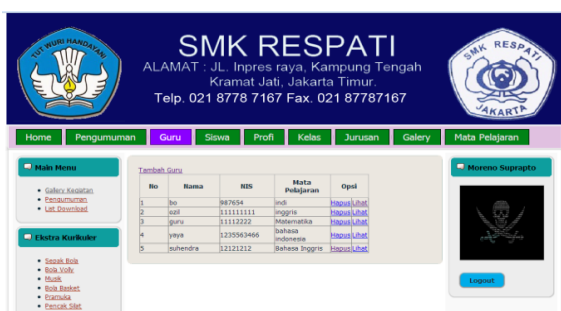 TUT WURI HANDAYANI
SMK RESPATI
ALAMAT : JL. Inpres raya, Kampung Tengah
Kramat Jati, Jakarta Timur.
Telp. 021 8778 7167 Fax. 021 87787167
SMK RESPATI
JAKARTA
Home Pengumuman Guru Siswa Profi Kelas Jurusan Galery Mata Pelajaran
Main Menu
Gallery Kegiatan
Pengumuman
List Download
Ekstra Kurikuler
Sepak Bola
Bola Volly
Musik
Bola Basket
Pramuka
Pencak Silat
Tambah Guru
No Nama NIS Mata Pelajaran Opsi
1 bo 987654 indi Hapus Lihat
2 ozil 111111111 inggris Hapus Lihat
3 guru 11112222 Matematika Hapus Lihat
4 yaya 1235563466 bahasa indonesia Hapus Lihat
5 suhendra 12121212 Bahasa Inggris Hapus Lihat
Moreno Suprapto
Logout